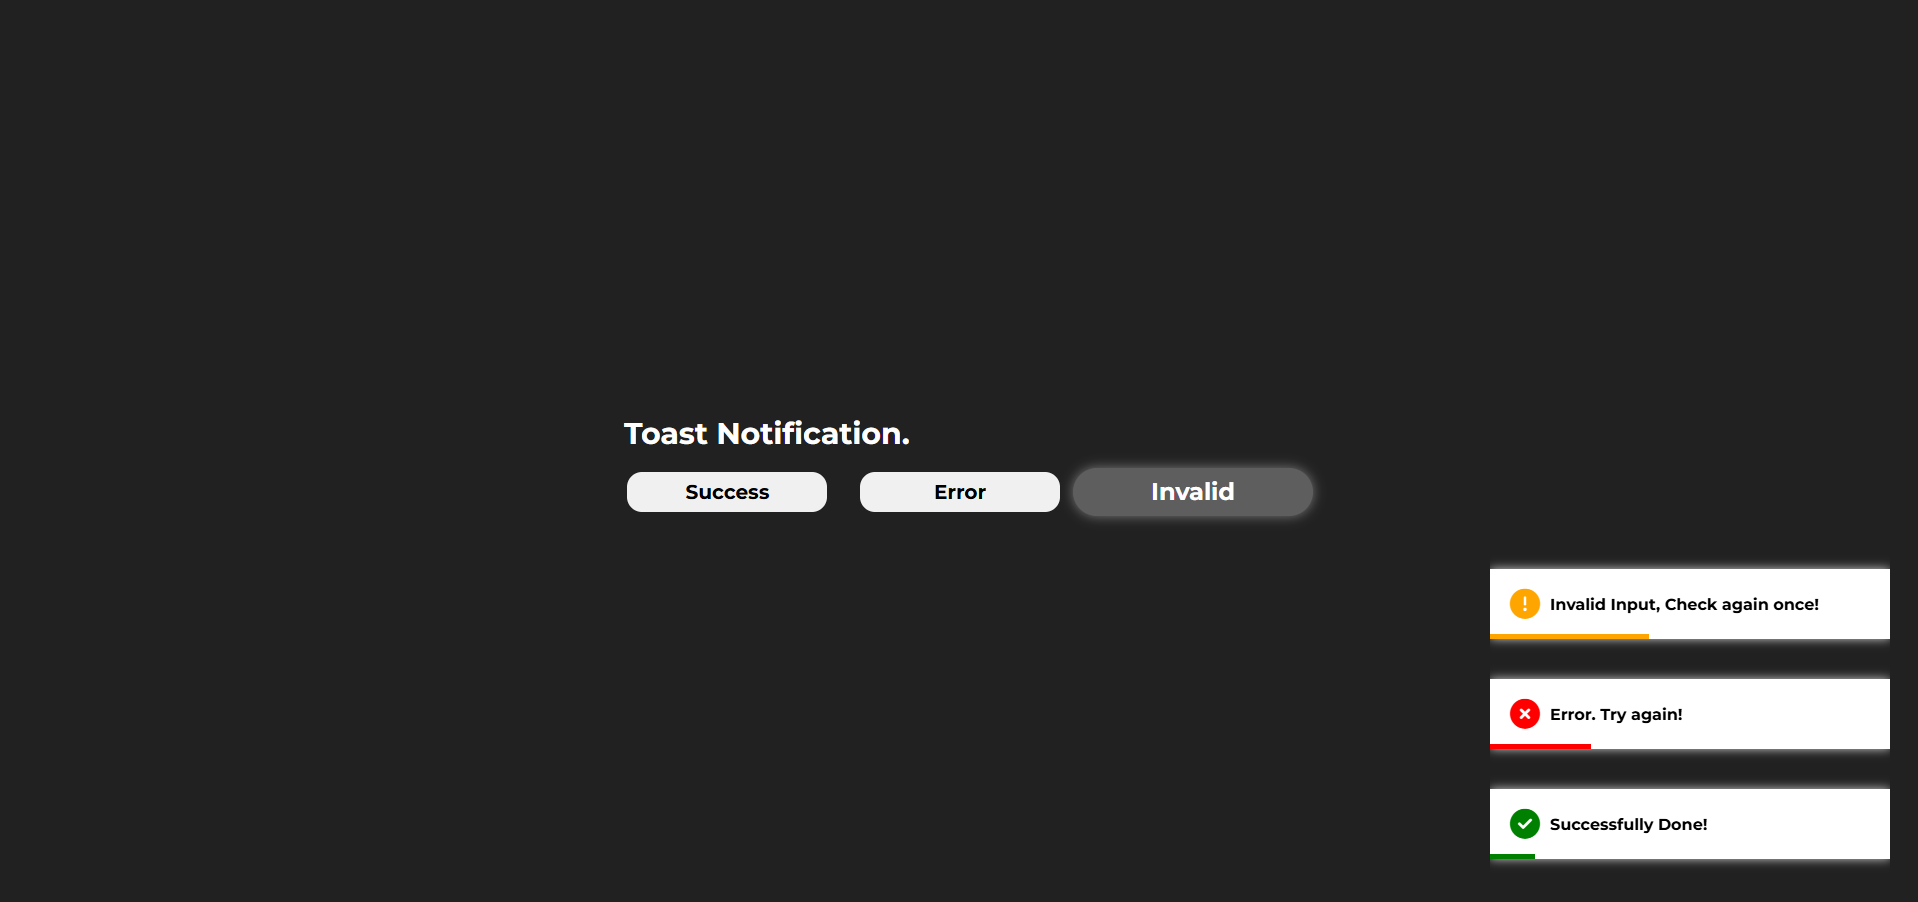 Toast Notification.
Success
Error
Invalid
Invalid Input, Check again once!
Error. Try again!
Successfully Done!